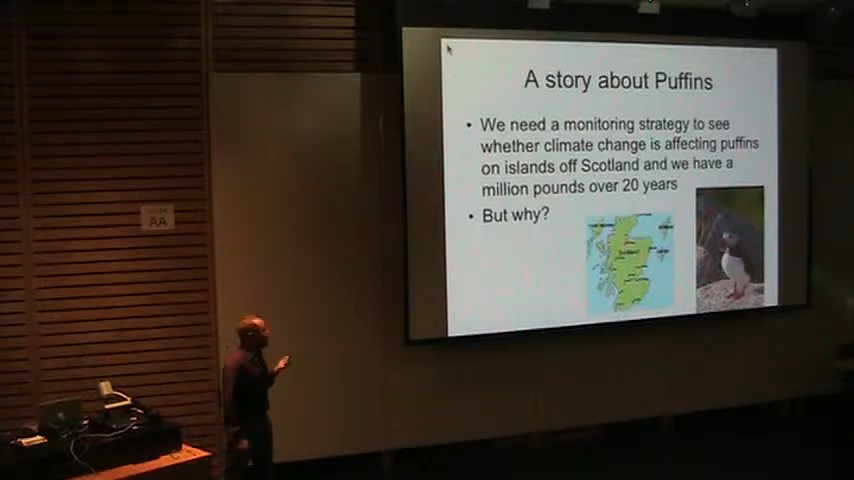 A story about Puffins
• We need a monitoring strategy to see
whether climate change is affecting puffins
on islands off Scotland and we have a
million pounds over 20 years
• But why?
AA